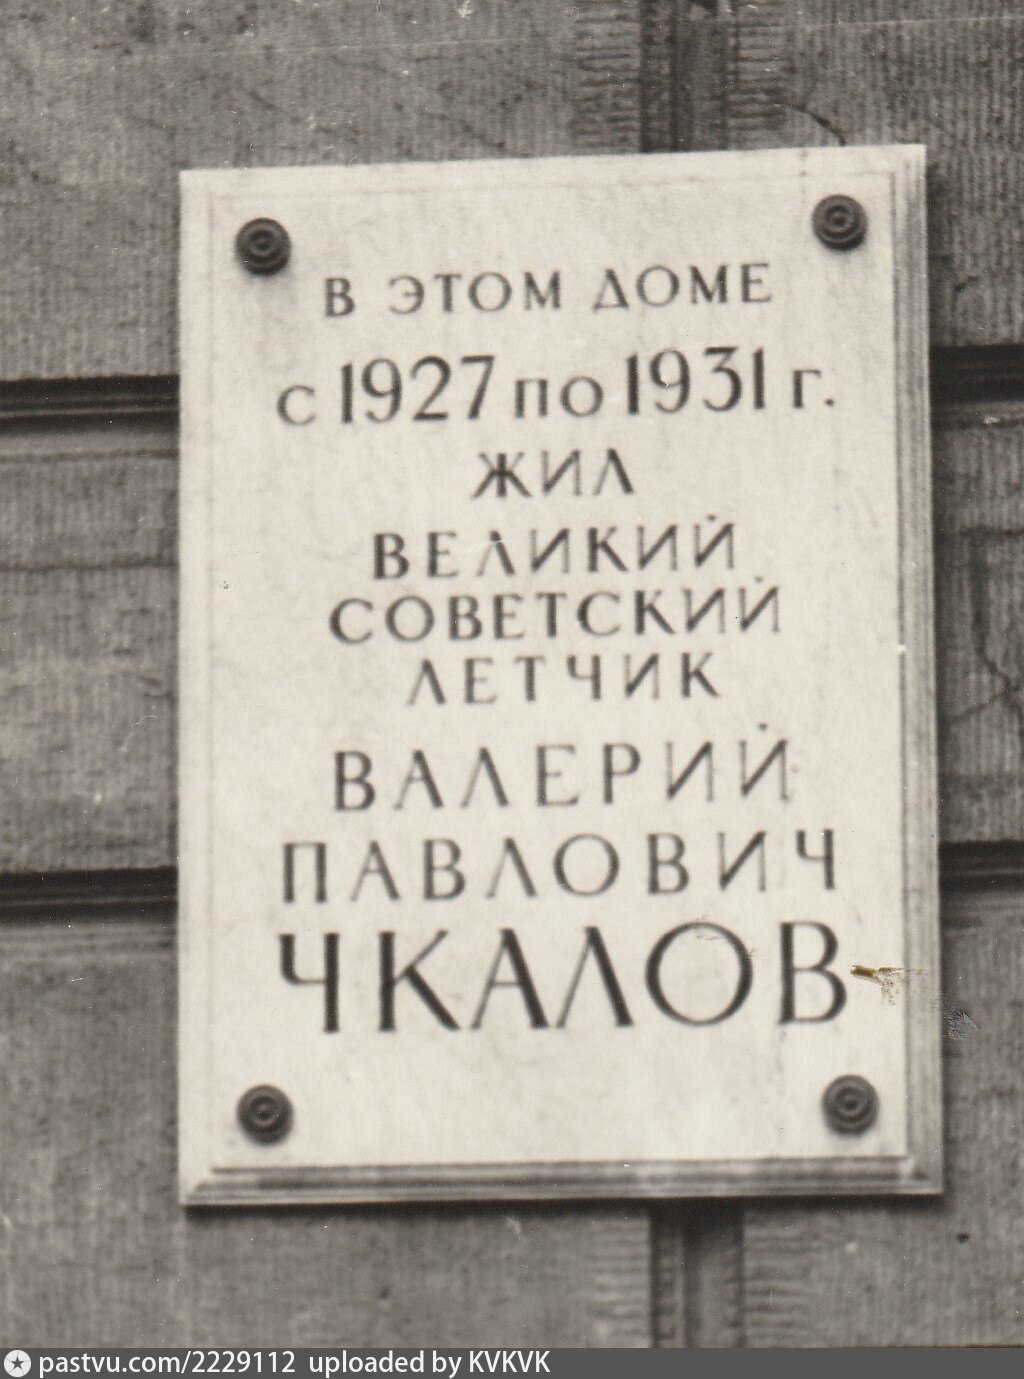 В ЭТОМ ДОМЕ
с 1927 по 1931 г.
ЖИЛ
ВЕЛИКИЙ
СОВЕТСКИЙ
ЛЕТЧИК
ВАЛЕРИЙ
ПАВЛОВИЧ
ЧКАЛОВ
pastvu.com/2229112 uploaded by KVKVK